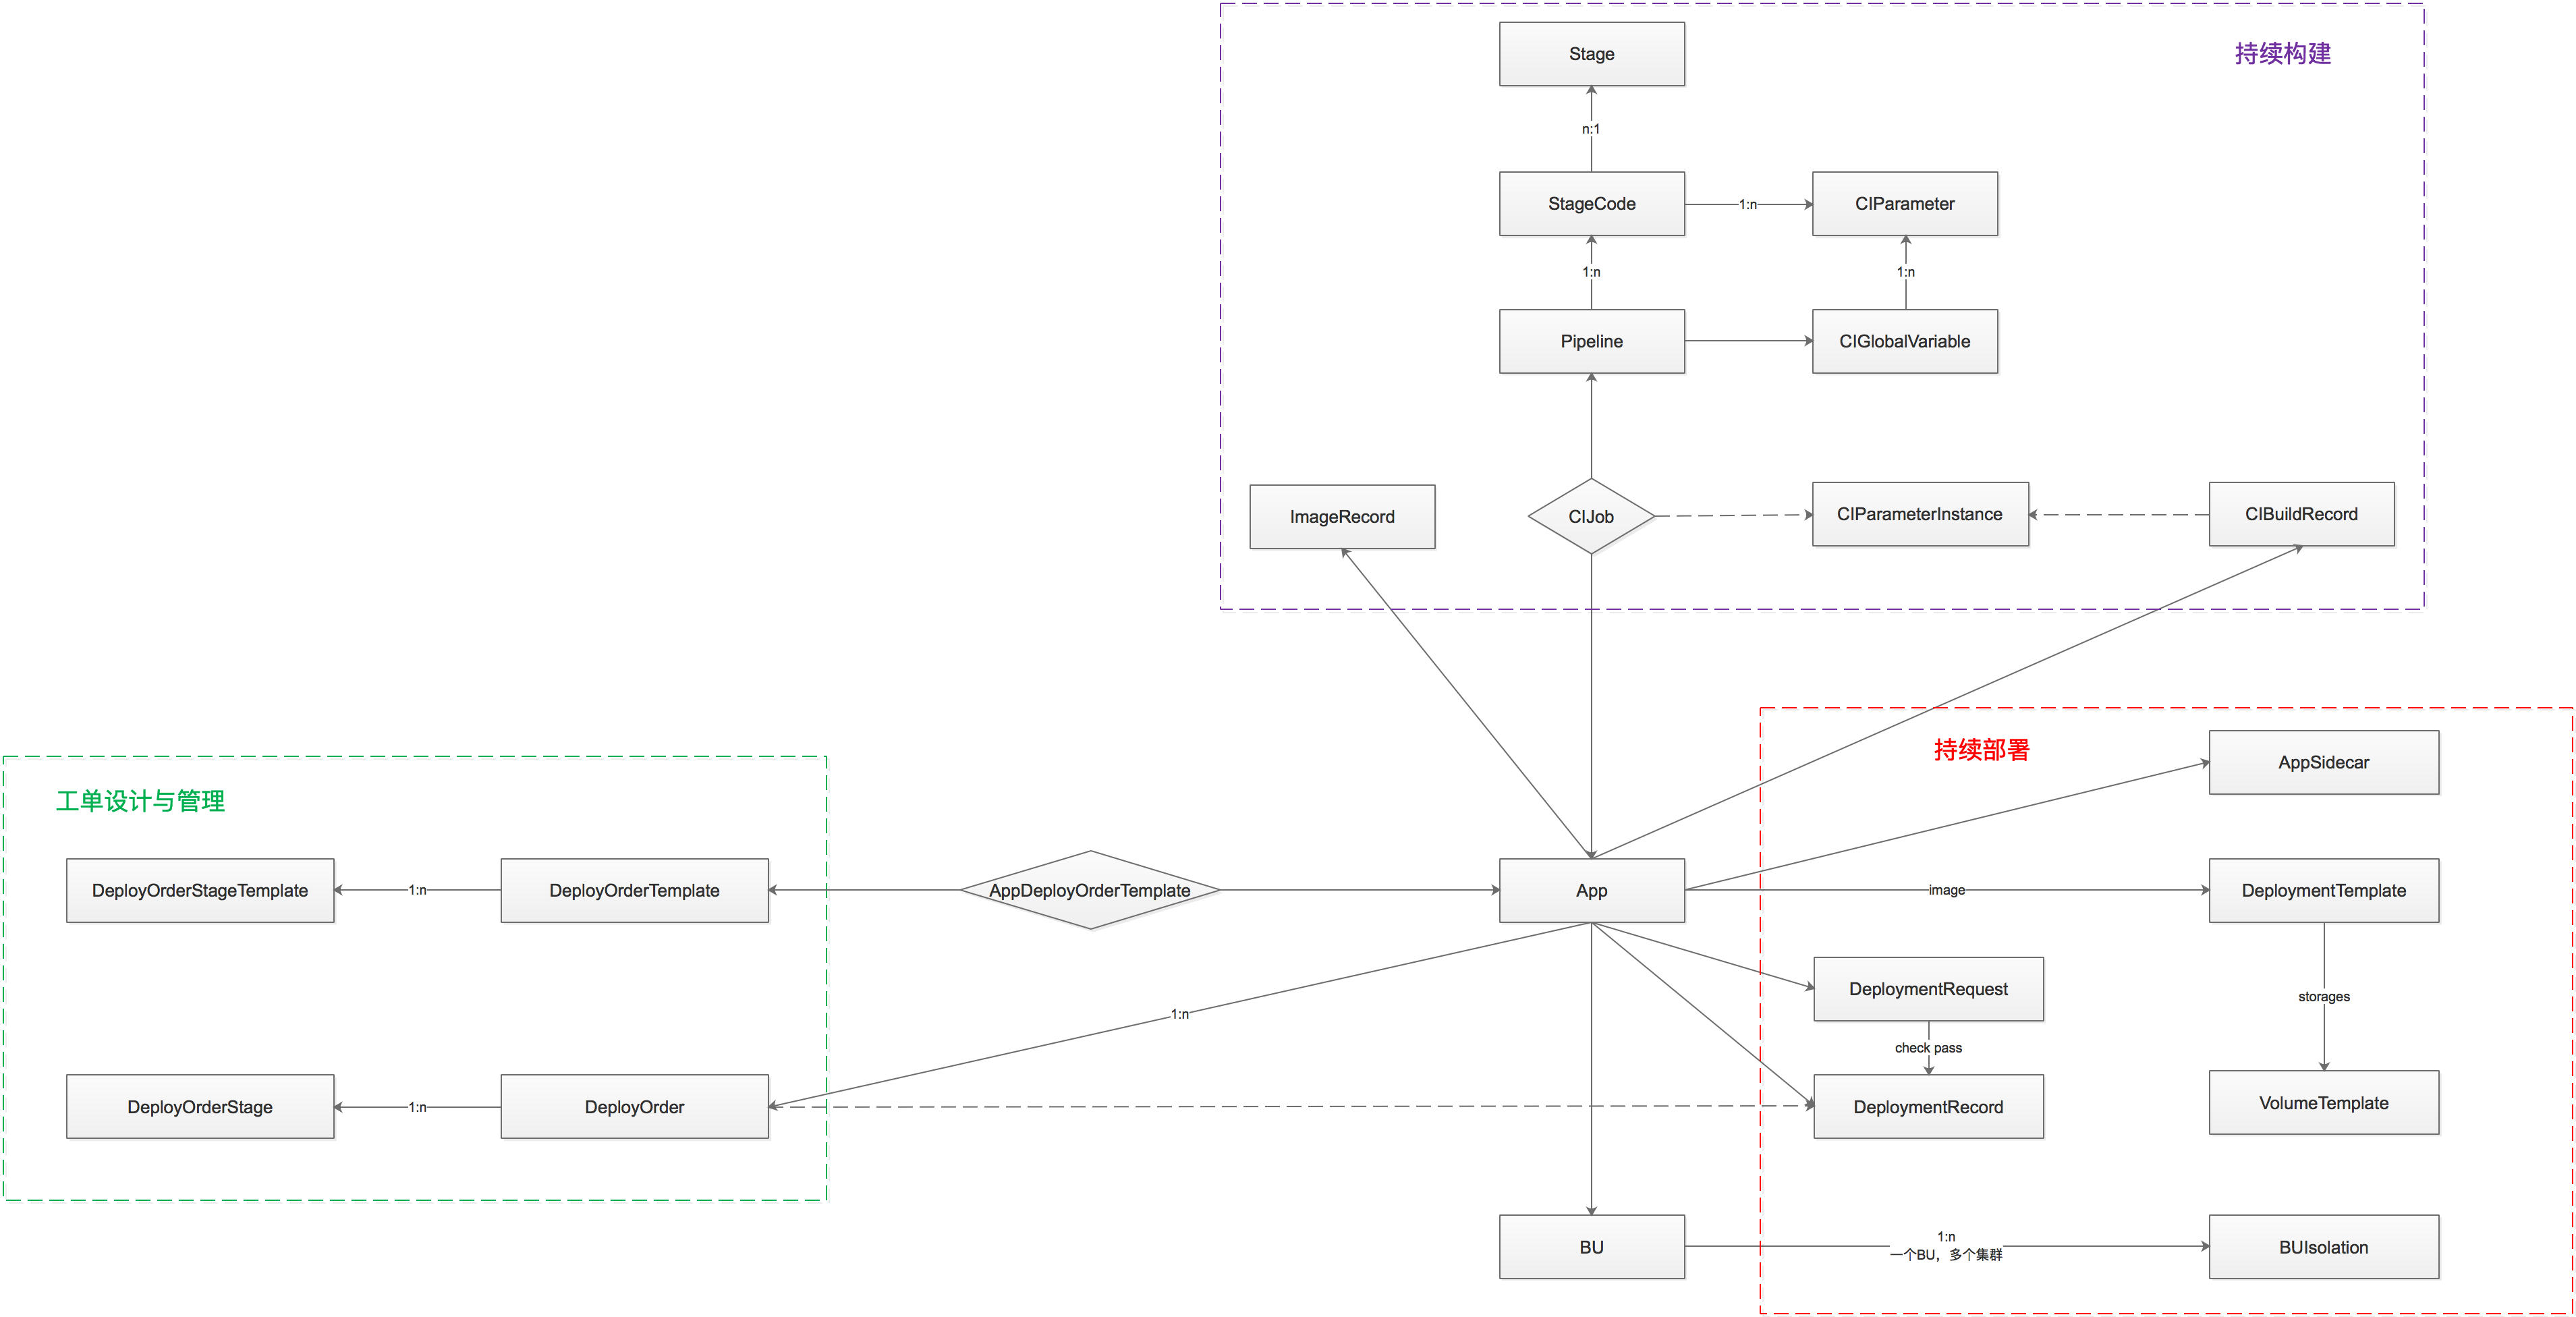 持续构建
Stage
n:1
StageCode
1:n
CIParameter
1:n
1:n
Pipeline
CIGlobalVariable
ImageRecord
CIJob
CIParameterInstance
CIBuildRecord
持续部署
AppSidecar
工单设计与管理
DeployOrderStageTemplate
1:n
DeployOrderTemplate
AppDeployOrderTemplate
App
image
DeploymentTemplate
DeploymentRequest
storages
1:n
check pass
DeployOrderStage
1:n
DeployOrder
DeploymentRecord
VolumeTemplate
BU
1:n
一个BU，多个集群
BUIsolation